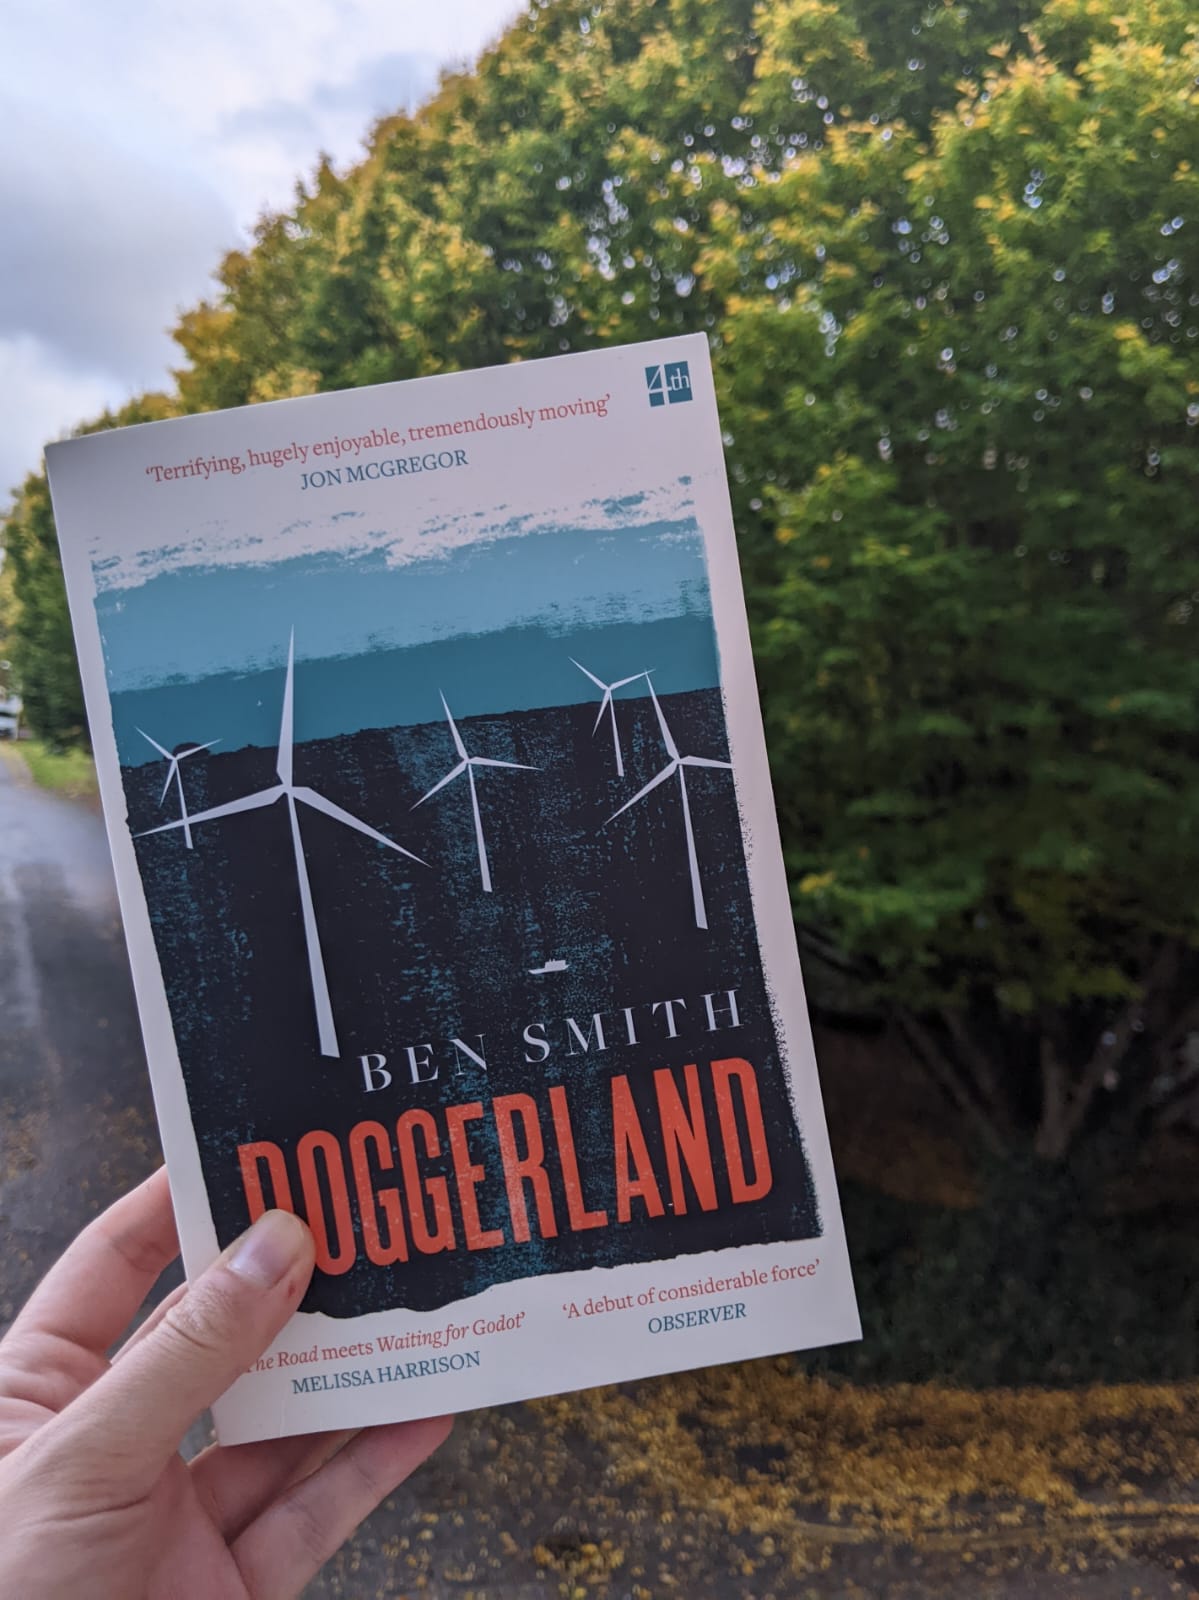 4th
‘Terrifying, hugely enjoyable, tremendously moving’
JON MCGREGOR
BEN SMITH
DOGGERLAND
The Road meets Waiting for Godot’
MELISSA HARRISON
‘A debut of considerable force’
OBSERVER